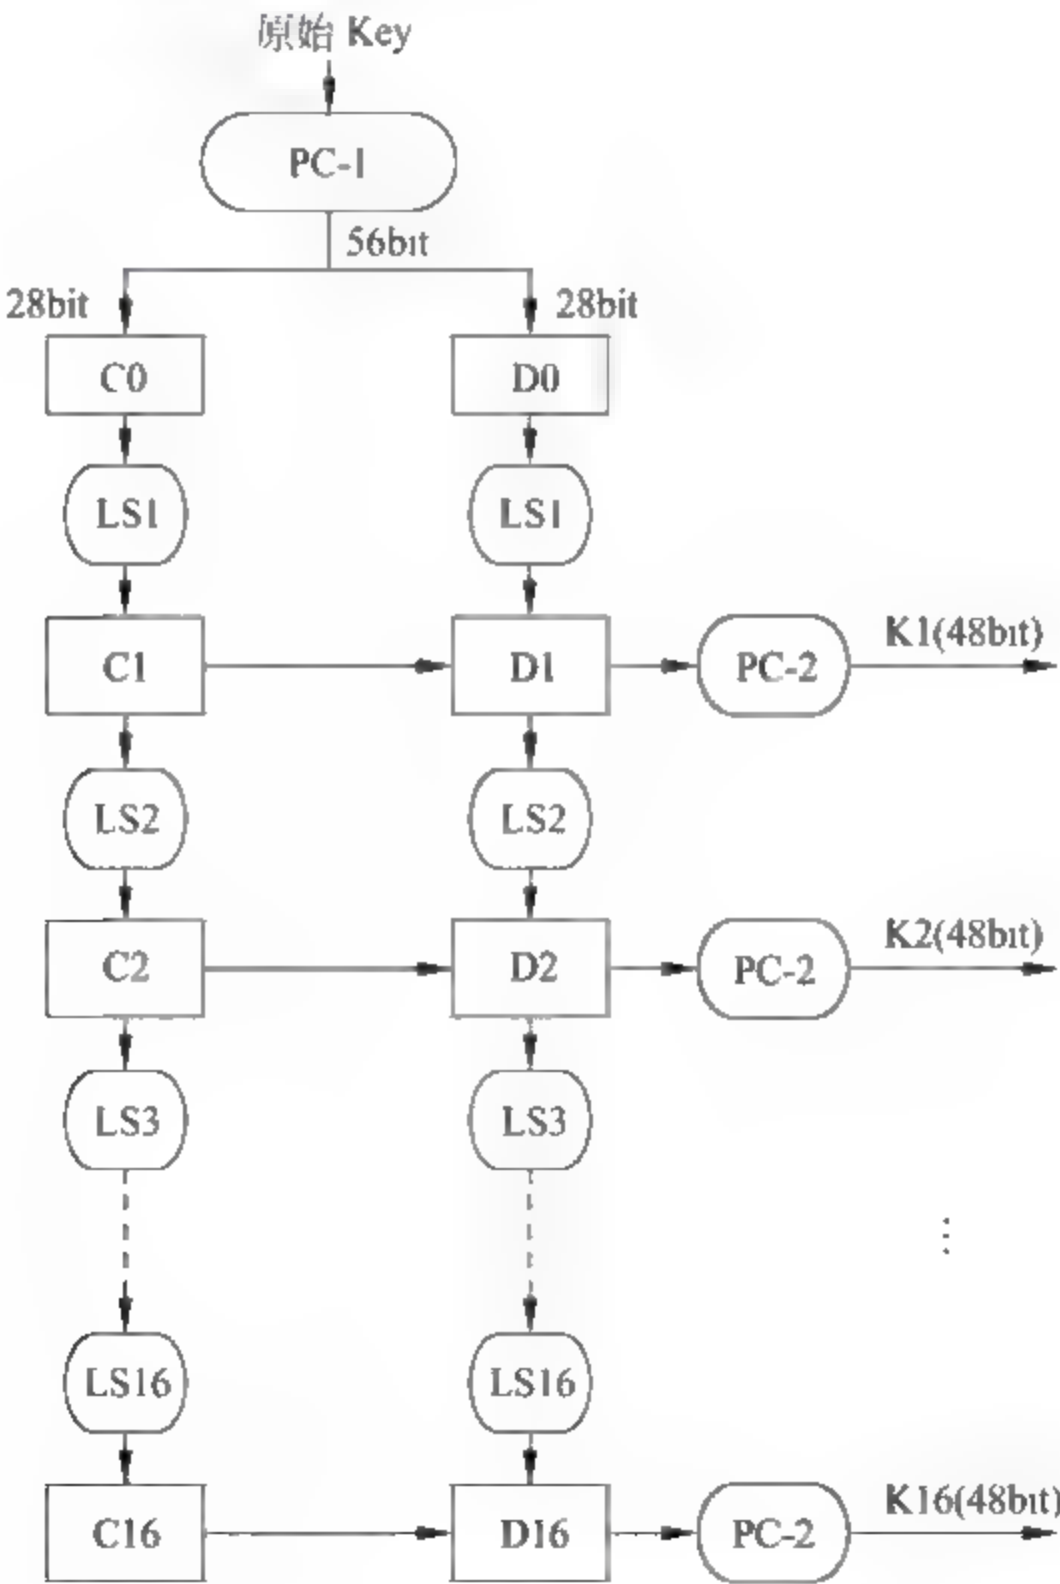 原始 Key
PC-1
56bit
28bit
28bit
C0
D0
LS1
LS1
C1
D1
PC-2
K1(48bit)
LS2
LS2
C2
D2
PC-2
K2(48bit)
LS3
LS3
⋮
LS16
LS16
C16
D16
PC-2
K16(48bit)